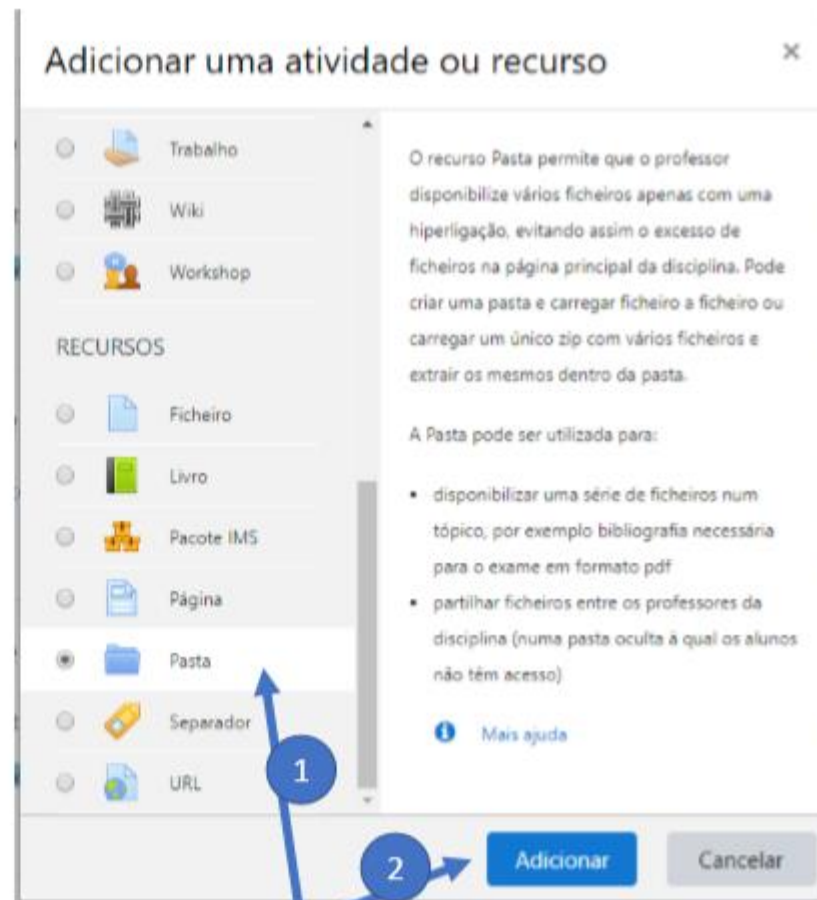 Adicionar uma atividade ou recurso
×
Trabalho
Wiki
Workshop
RECURSOS
Ficheiro
Livro
Pacote IMS
Página
Pasta
Separador
URL
O recurso Pasta permite que o professor
disponibilize vários ficheiros apenas com uma
hiperligação, evitando assim o excesso de
ficheiros na página principal da disciplina. Pode
criar uma pasta e carregar ficheiro a ficheiro ou
carregar um único zip com vários ficheiros e
extrair os mesmos dentro da pasta.
A Pasta pode ser utilizada para:
• disponibilizar uma série de ficheiros num
tópico, por exemplo bibliografia necessária
para o exame em formato pdf
• partilhar ficheiros entre os professores da
disciplina (numa pasta oculta à qual os alunos
não têm acesso)
Mais ajuda
1
2
Adicionar
Cancelar